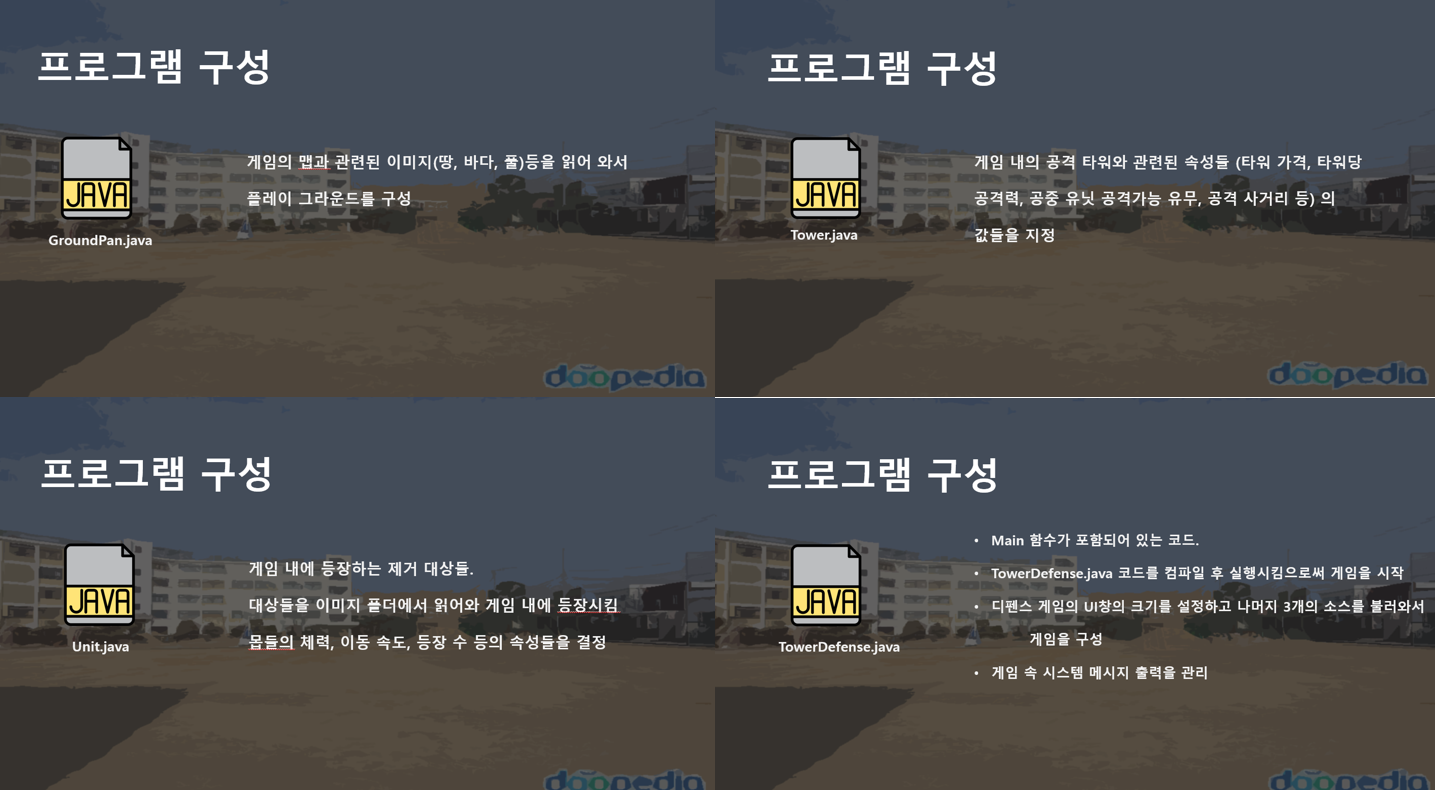 프로그램 구성
JAVA
GroundPan.java
게임의 맵과 관련된 이미지(땅, 바다, 풀)등을 읽어 와서
플레이 그라운드를 구성
doopedia
프로그램 구성
JAVA
Tower.java
게임 내의 공격 타워와 관련된 속성들 (타워 가격, 타워당
공격력, 공중 유닛 공격가능 유무, 공격 사거리 등) 의
값들을 지정
doopedia
프로그램 구성
JAVA
Unit.java
게임 내에 등장하는 제거 대상들.
대상들을 이미지 폴더에서 읽어와 게임 내에 등장시킴
몹들의 체력, 이동 속도, 등장 수 등의 속성들을 결정
doopedia
프로그램 구성
JAVA
TowerDefense.java
• Main 함수가 포함되어 있는 코드.
• TowerDefense.java 코드를 컴파일 후 실행시킴으로써 게임을 시작
• 디펜스 게임의 UI창의 크기를 설정하고 나머지 3개의 소스를 불러와서
게임을 구성
• 게임 속 시스템 메시지 출력을 관리
doopedia